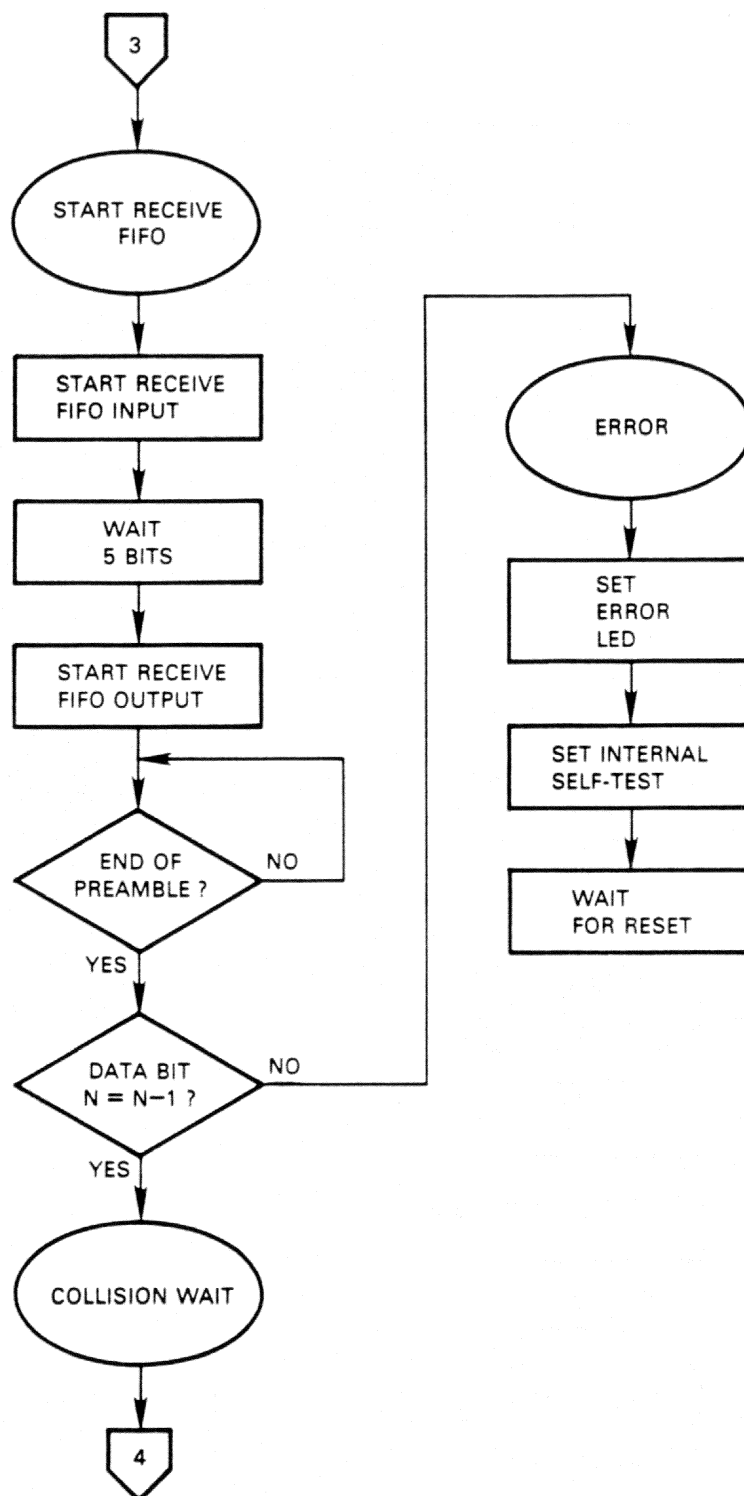 3
START RECEIVE
FIFO
START RECEIVE
FIFO INPUT
WAIT
5 BITS
START RECEIVE
FIFO OUTPUT
END OF
PREAMBLE ?
NO
YES
DATA BIT
N = N−1 ?
NO
YES
COLLISION WAIT
4
ERROR
SET
ERROR
LED
SET INTERNAL
SELF-TEST
WAIT
FOR RESET